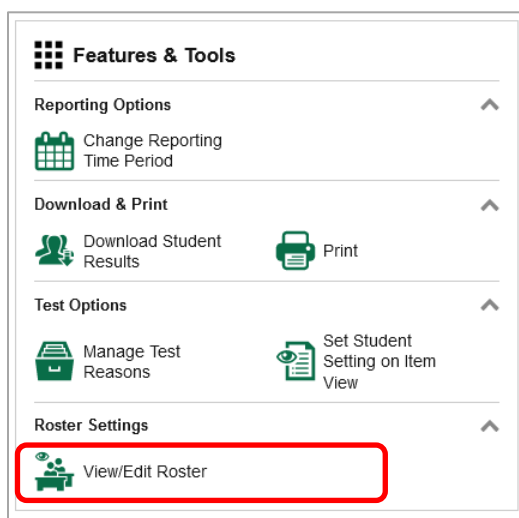 Features & Tools
Reporting Options
Change Reporting
Time Period
Download & Print
Download Student
Results
Print
Test Options
Manage Test
Reasons
Set Student
Setting on Item
View
Roster Settings
View/Edit Roster